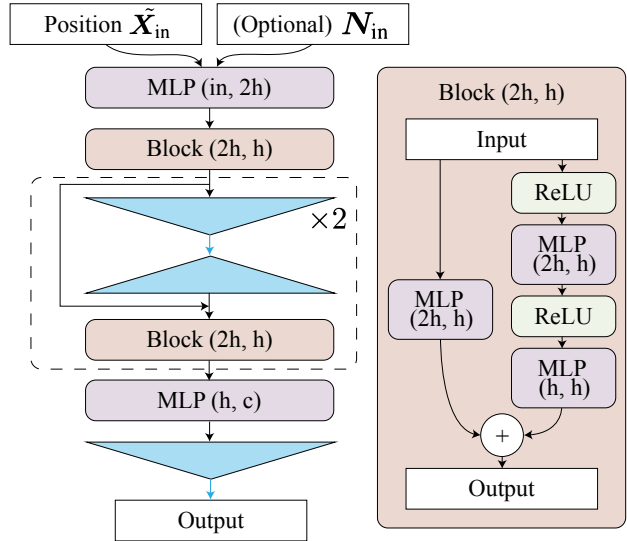 Position X̃in
(Optional) Nin
MLP (in, 2h)
Block (2h, h)
×2
Block (2h, h)
MLP (h, c)
Output
Block (2h, h)
Input
ReLU
MLP
(2h, h)
MLP
(2h, h)
ReLU
MLP
(h, h)
+
Output